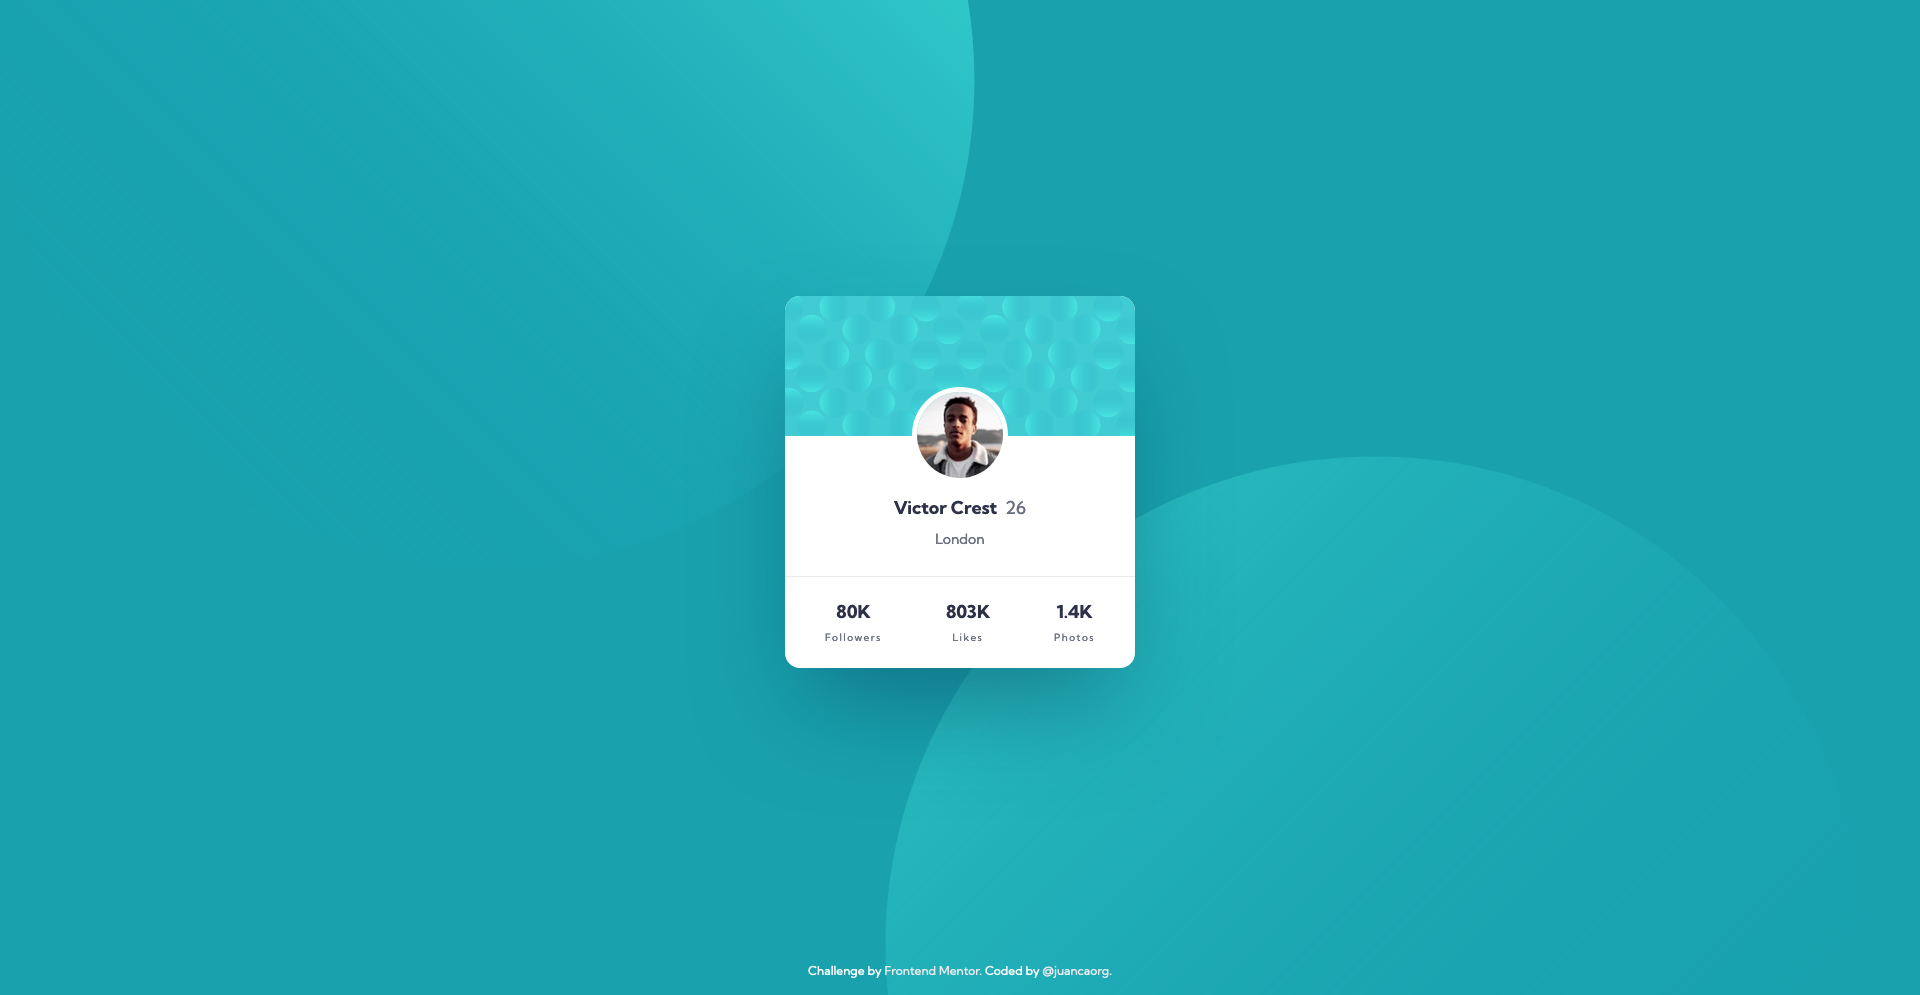 Victor Crest 26
London
80K 803K 1.4K
Followers Likes Photos
Challenge by Frontend Mentor. Coded by @juancaorg.